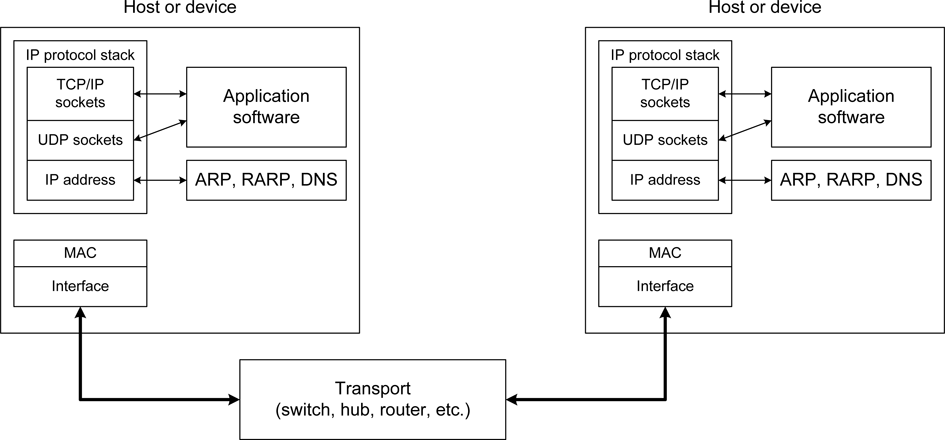 Host or device
IP protocol stack
TCP/IP
sockets
UDP sockets
IP address
Application
software
ARP, RARP, DNS
MAC
Interface
Host or device
IP protocol stack
TCP/IP
sockets
UDP sockets
IP address
Application
software
ARP, RARP, DNS
MAC
Interface
Transport
(switch, hub, router, etc.)